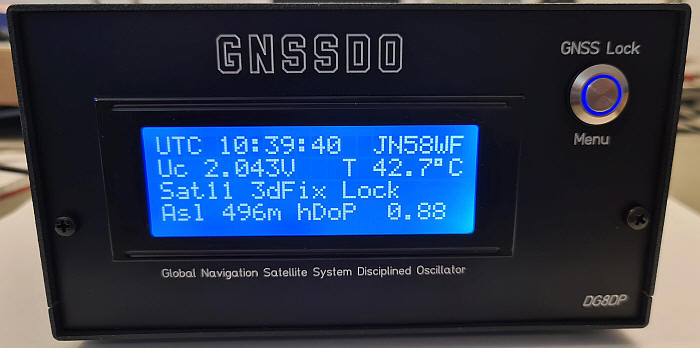 GNSSDO
GNSS Lock
UTC 10:39:40 JN58WF
Uc 2.043V T 42.7°C
Sat11 3dFix Lock
Asl 496m hDoP 0.88
Menu
Global Navigation Satellite System Disciplined Oscillator
DG8DP